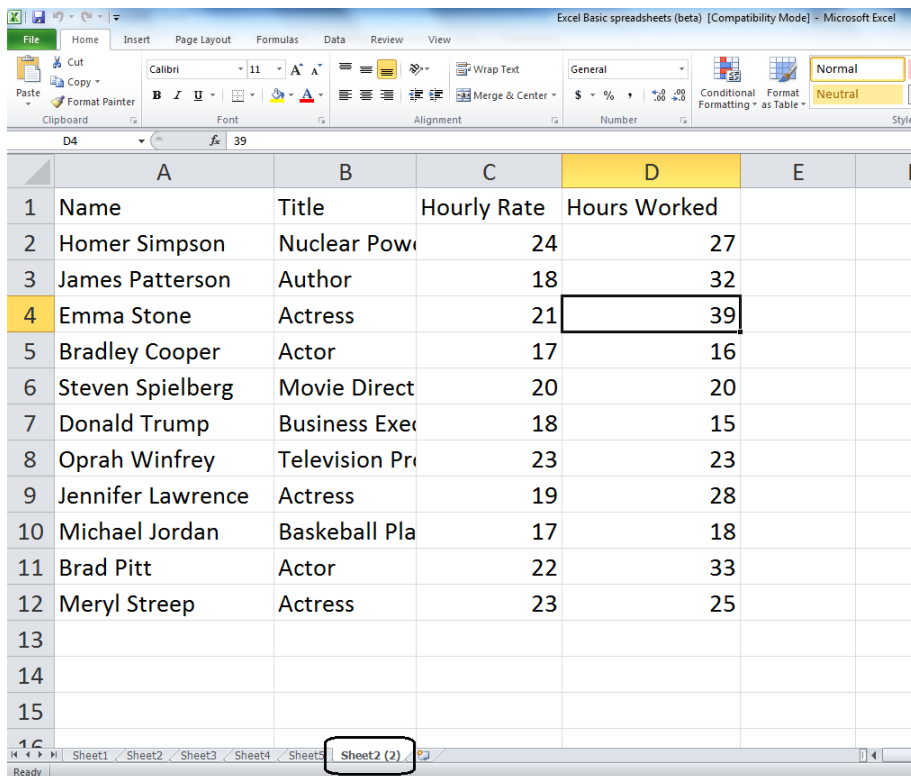 Excel Basic spreadsheets (beta) [Compatibility Mode] - Microsoft Excel
File Home Insert Page Layout Formulas Data Review View
Cut
Copy
Format Painter
Paste
Clipboard
Calibri 11
B I U
Font
Wrap Text
Merge & Center
Alignment
General
$ % ,
Number
Conditional Formatting
Format as Table
Normal
Neutral
Style
D4 fx 39
A B C D E
1 Name Title Hourly Rate Hours Worked
2 Homer Simpson Nuclear Powe 24 27
3 James Patterson Author 18 32
4 Emma Stone Actress 21 39
5 Bradley Cooper Actor 17 16
6 Steven Spielberg Movie Direct 20 20
7 Donald Trump Business Exec 18 15
8 Oprah Winfrey Television Pro 23 23
9 Jennifer Lawrence Actress 19 28
10 Michael Jordan Baskeball Pla 17 18
11 Brad Pitt Actor 22 33
12 Meryl Streep Actress 23 25
13
14
15
16
Sheet1 Sheet2 Sheet3 Sheet4 Sheet5 Sheet2 (2)
Ready